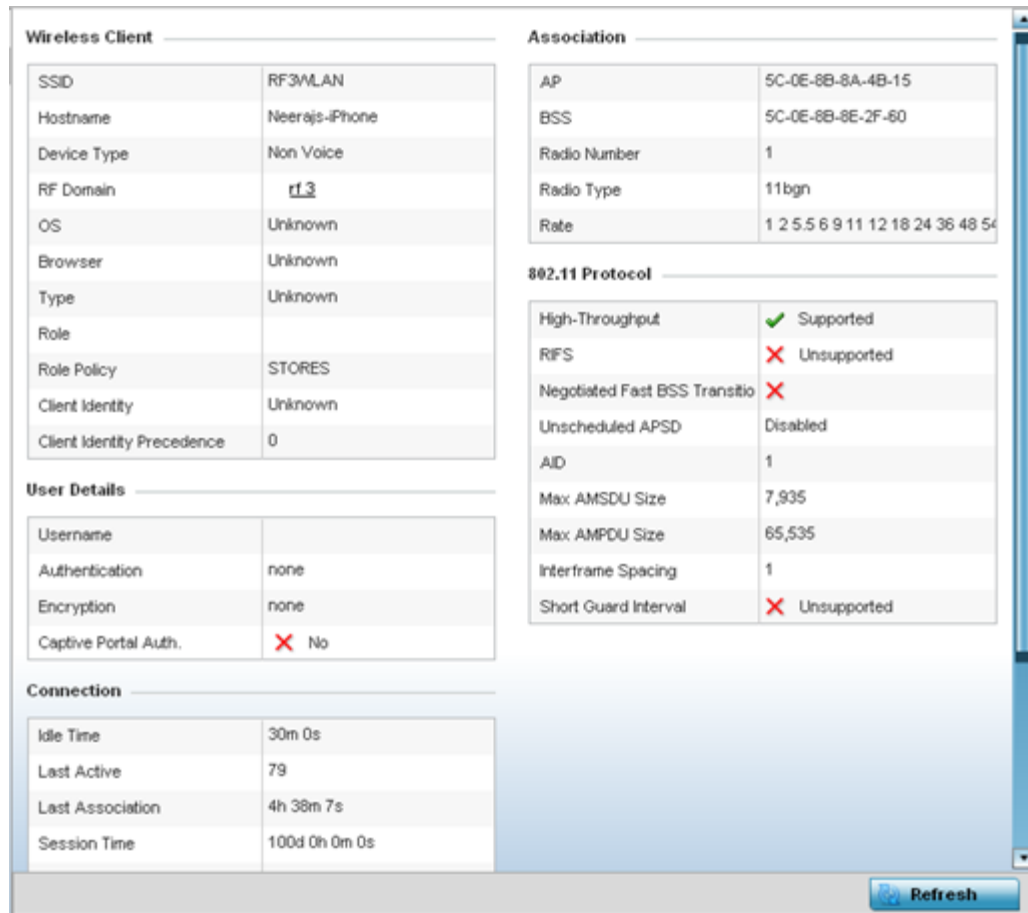 Wireless Client
SSID RF3WLAN
Hostname Neerajs-iPhone
Device Type Non Voice
RF Domain rf.3
OS Unknown
Browser Unknown
Type Unknown
Role
Role Policy STORES
Client Identity Unknown
Client Identity Precedence 0
User Details
Username
Authentication none
Encryption none
Captive Portal Auth. No
Connection
Idle Time 30m 0s
Last Active 79
Last Association 4h 38m 7s
Session Time 100d 0h 0m 0s
Association
AP 5C-0E-8B-8A-4B-15
BSS 5C-0E-8B-8E-2F-60
Radio Number 1
Radio Type 11bgn
Rate 1 2 5.5 6 9 11 12 18 24 36 48 54
802.11 Protocol
High-Throughput Supported
RIFS Unsupported
Negotiated Fast BSS Transitio
Unscheduled APSD Disabled
AID 1
Max AMSDU Size 7,935
Max AMPDU Size 65,535
Interframe Spacing 1
Short Guard Interval Unsupported
Refresh